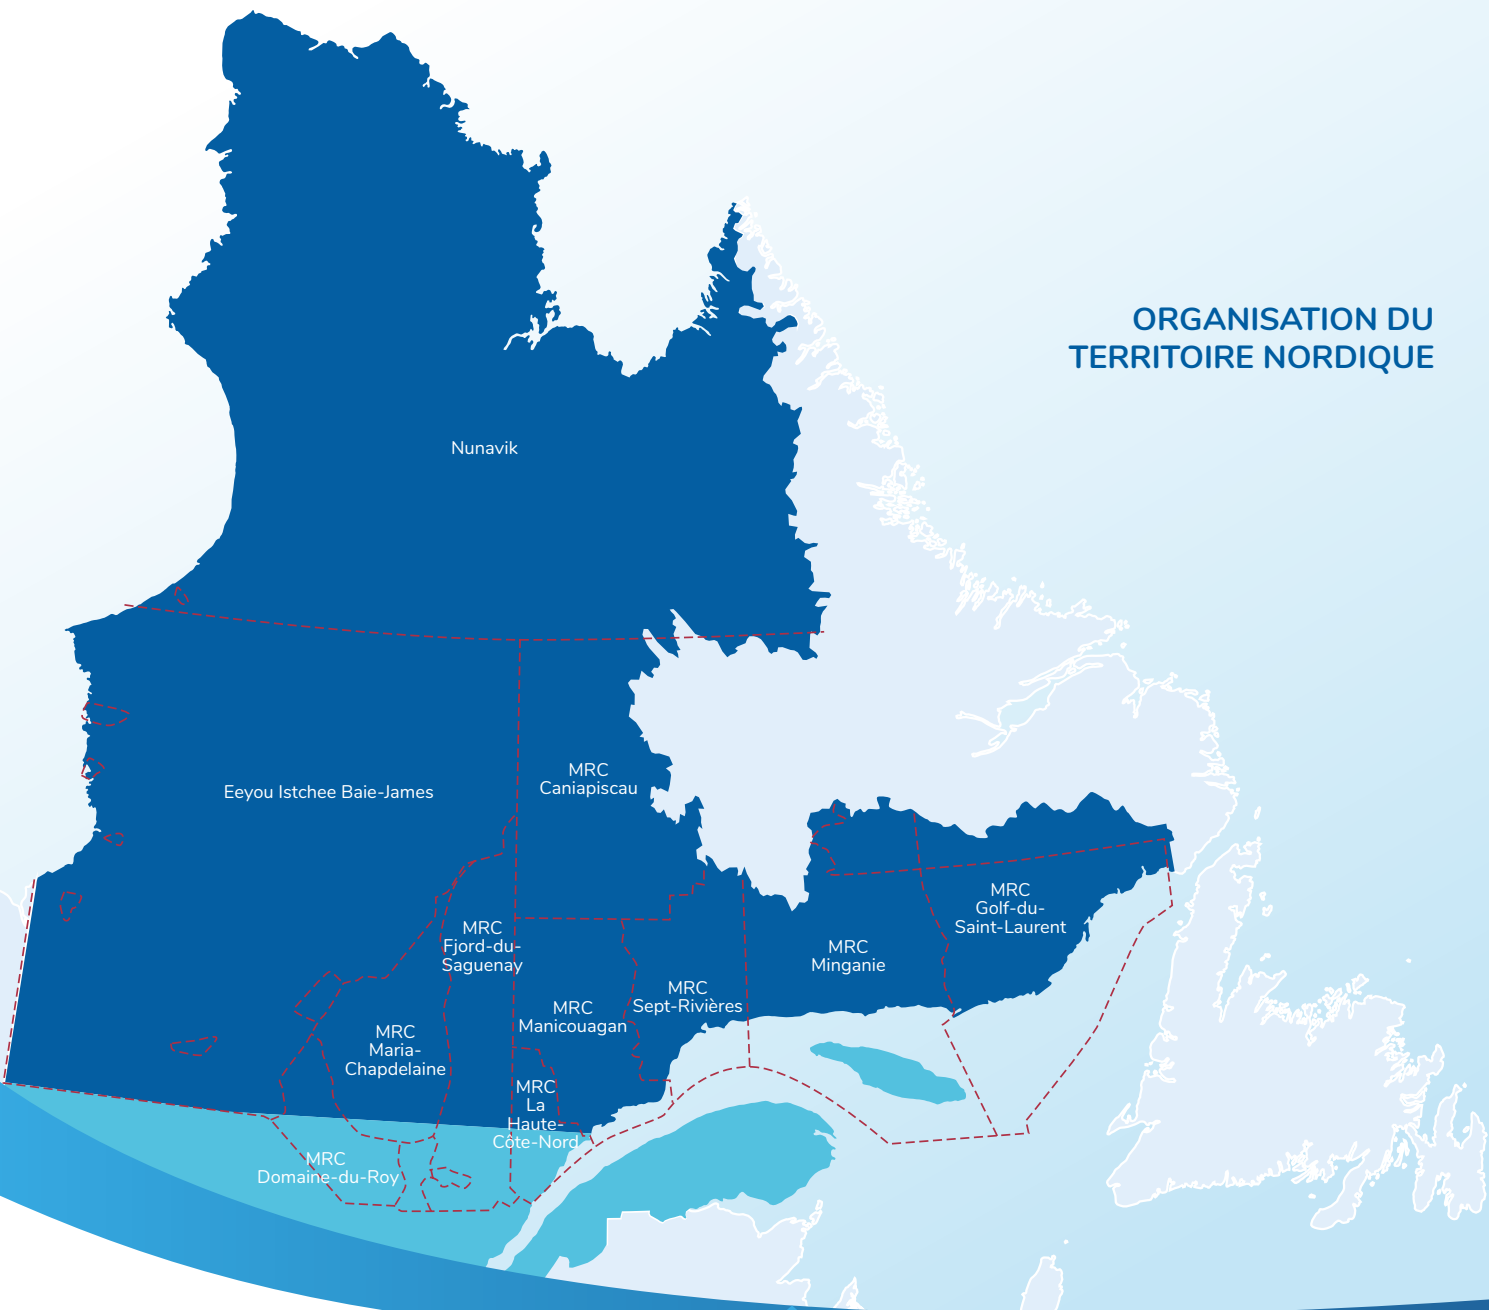 ORGANISATION DU
TERRITOIRE NORDIQUE
Nunavik
MRC
Caniapiscau
Eeyou Istchee Baie-James
MRC
Golf-du-
Saint-Laurent
MRC
Fjord-du-
Saguenay
MRC
Minganie
MRC
Sept-Rivières
MRC
Manicouagan
MRC
Maria-
Chapdelaine
MRC
La
Haute-
Côte-Nord
MRC
Domaine-du-Roy